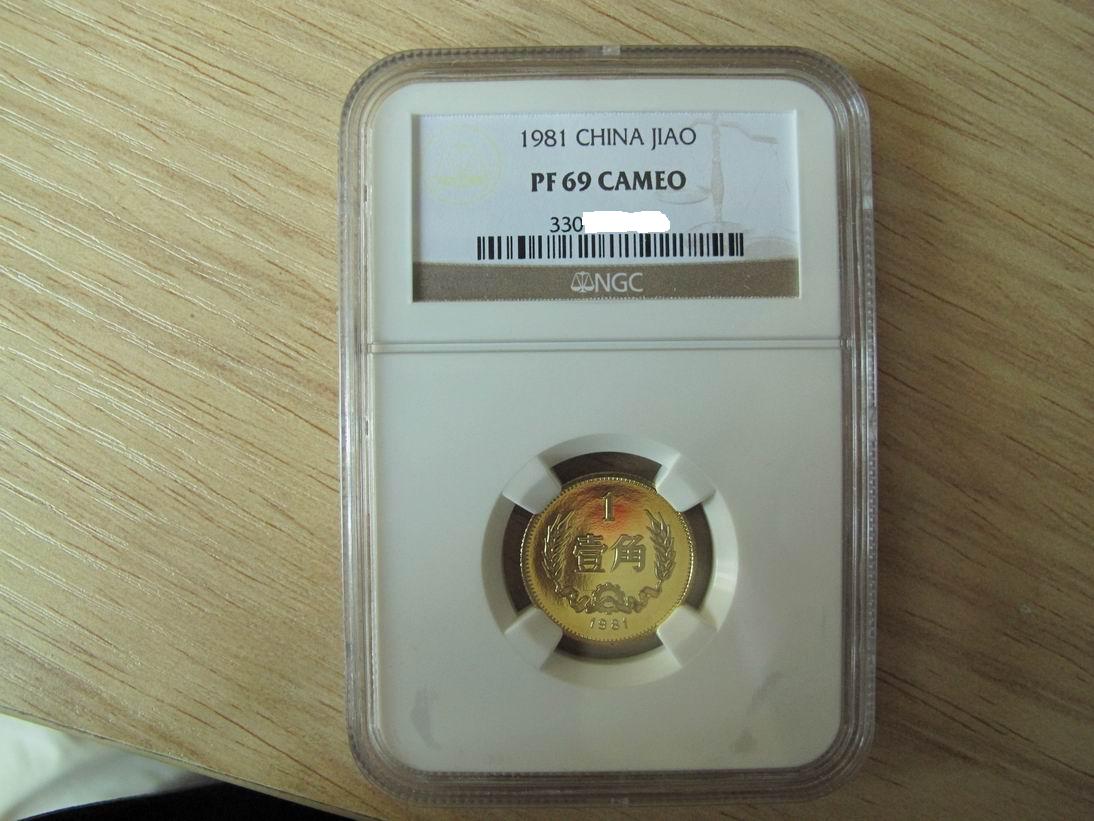 1981 CHINA JIAO
PF 69 CAMEO
330
NGC
1
壹角
1981